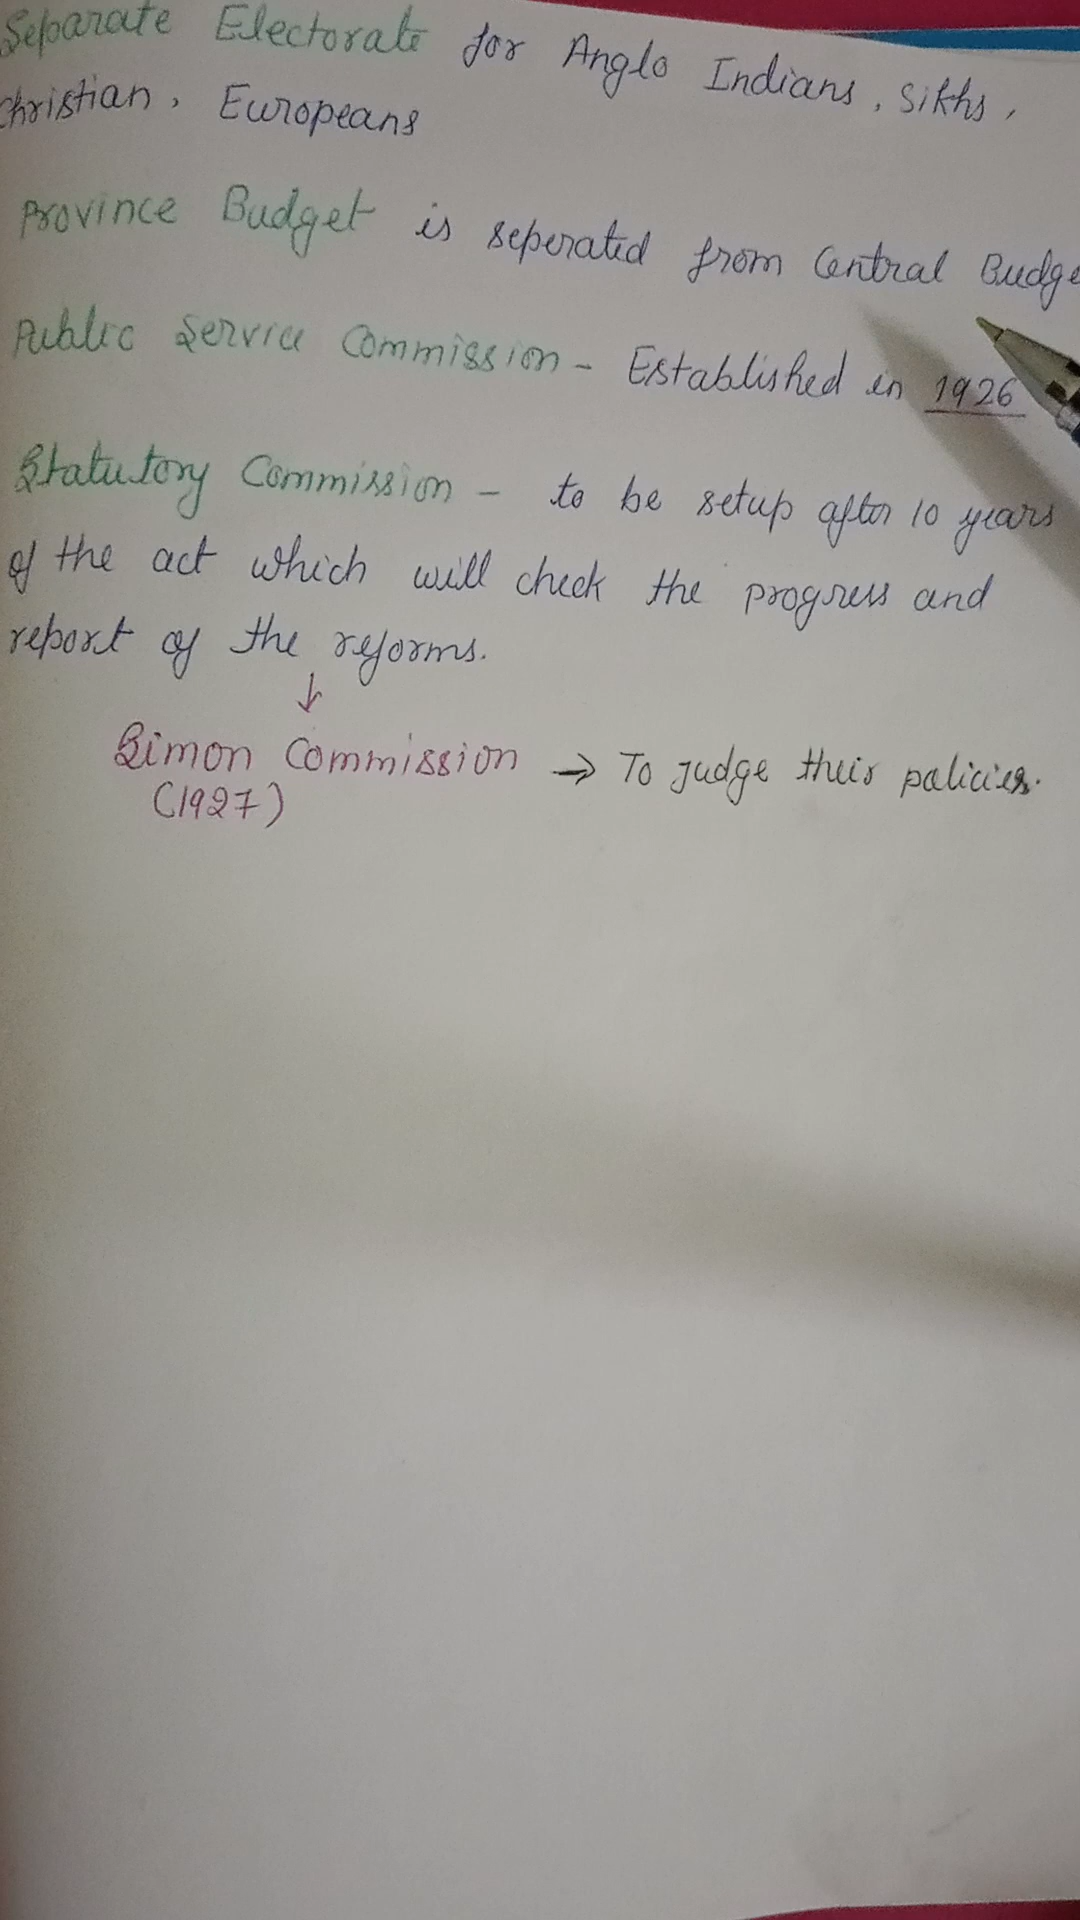 Separate Electorate for Anglo Indians, Sikhs,
Christian, Europeans
Province Budget is seperated from Central Budge
Public Service Commission - Established in 1926
Statutory Commission - to be setup after 10 years
of the act which will check the progress and
report of the reforms.
↓
Simon Commission → To judge their policies.
(1927)